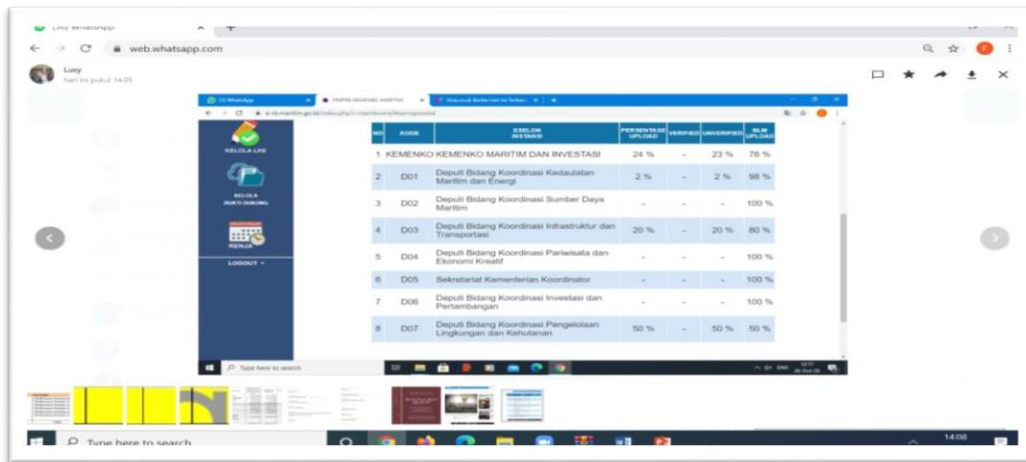 web.whatsapp.com
Lusy
hari ini pukul 14.05
(1) WhatsApp
KELOLA LKE
KELOLA
BUKTI DUKUNG
RENJA
LOGOUT
NO KODE ESELON INSTANSI PERSENTASE UPLOAD VERIFIED UNVERIFIED BLM UPLOAD
1 KEMENKO KEMENKO MARITIM DAN INVESTASI 24 % - 23 % 76 %
2 D01 Deputi Bidang Koordinasi Kedaulatan Maritim dan Energi 2 % - 2 % 98 %
3 D02 Deputi Bidang Koordinasi Sumber Daya Maritim - - - 100 %
4 D03 Deputi Bidang Koordinasi Infrastruktur dan Transportasi 20 % - 20 % 80 %
5 D04 Deputi Bidang Koordinasi Pariwisata dan Ekonomi Kreatif - - - 100 %
6 D05 Sekretariat Kementerian Koordinator - - - 100 %
7 D06 Deputi Bidang Koordinasi Investasi dan Pertambangan - - - 100 %
8 D07 Deputi Bidang Koordinasi Pengelolaan Lingkungan dan Kehutanan 50 % - 50 % 50 %
Type here to search
Type here to search
14:08